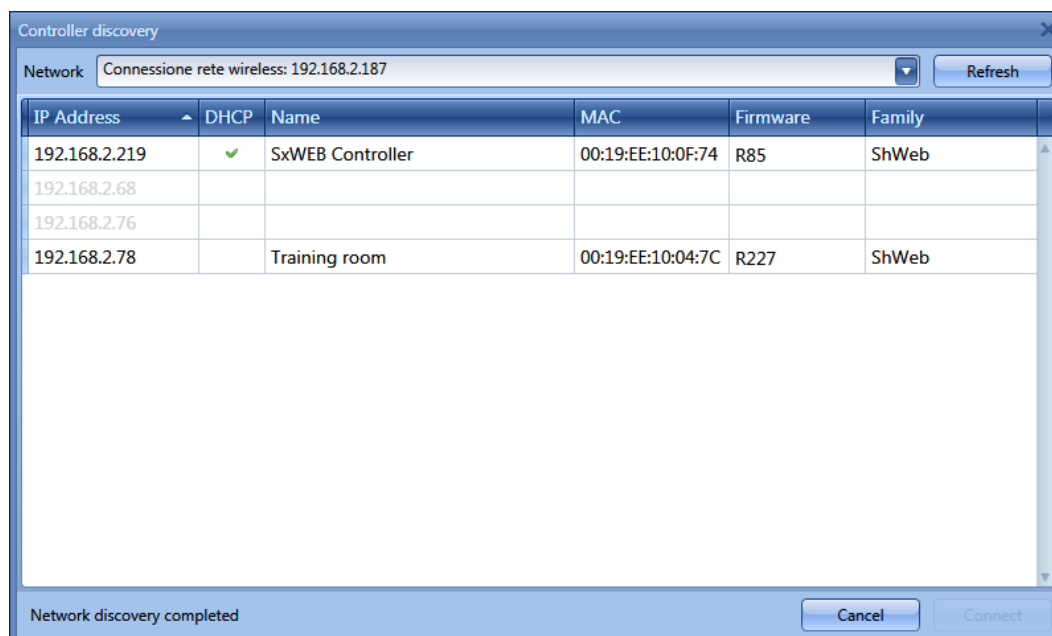 Controller discovery
Network Connessione rete wireless: 192.168.2.187 Refresh
IP Address DHCP Name MAC Firmware Family
192.168.2.219 SxWEB Controller 00:19:EE:10:0F:74 R85 ShWeb
192.168.2.68
192.168.2.76
192.168.2.78 Training room 00:19:EE:10:04:7C R227 ShWeb
Network discovery completed Cancel Connect